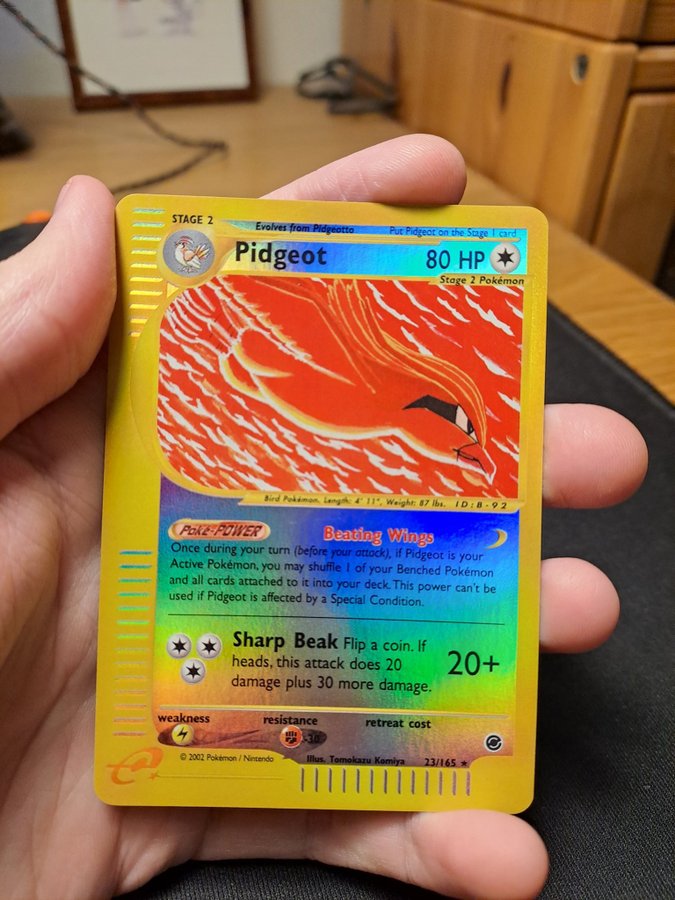 STAGE 2
Evolves from Pidgeotto
Put Pidgeot on the Stage 1 card
Pidgeot
80 HP
Stage 2 Pokémon
Bird Pokémon. Length: 4' 11", Weight: 87 lbs. ID:B-92
Poké-POWER
Beating Wings
Once during your turn (before your attack), if Pidgeot is your
Active Pokémon, you may shuffle 1 of your Benched Pokémon
and all cards attached to it into your deck. This power can't be
used if Pidgeot is affected by a Special Condition.
Sharp Beak Flip a coin. If
heads, this attack does 20
damage plus 30 more damage.
20+
weakness
resistance
retreat cost
-30
© 2002 Pokémon / Nintendo
Illus. Tomokazu Komiya
23/165